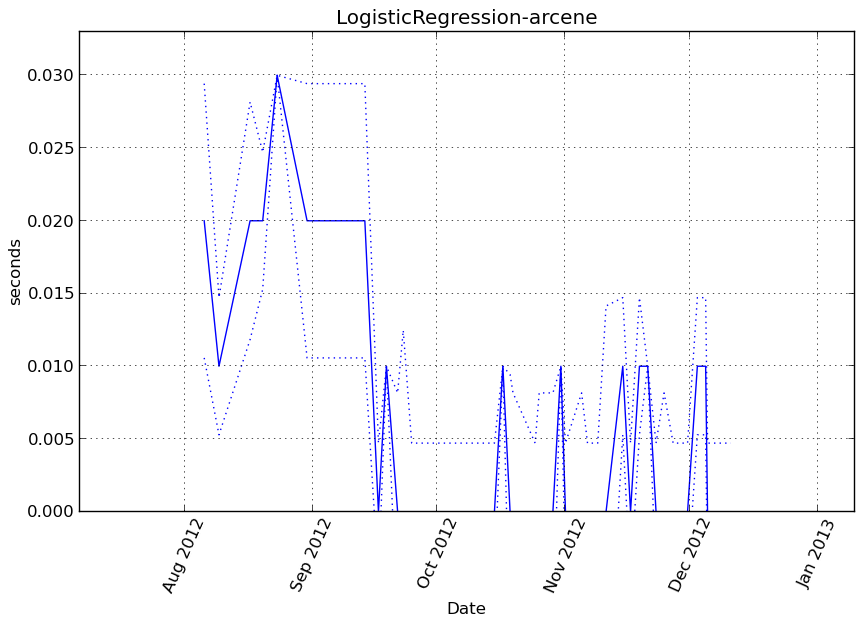 LogisticRegression-arcene
0.030
0.025
0.020
0.015
0.010
0.005
0.000
seconds
Aug 2012
Sep 2012
Oct 2012
Nov 2012
Dec 2012
Jan 2013
Date